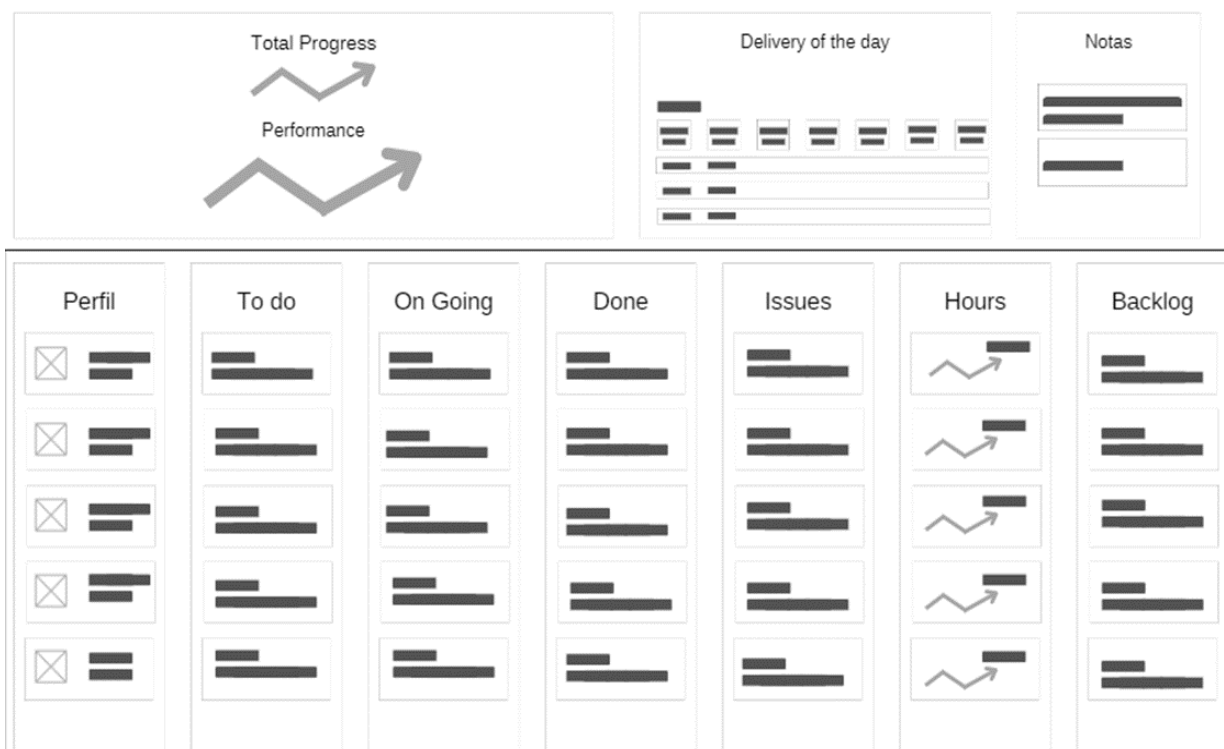 Total Progress
Performance
Delivery of the day
Notas
Perfil
To do
On Going
Done
Issues
Hours
Backlog